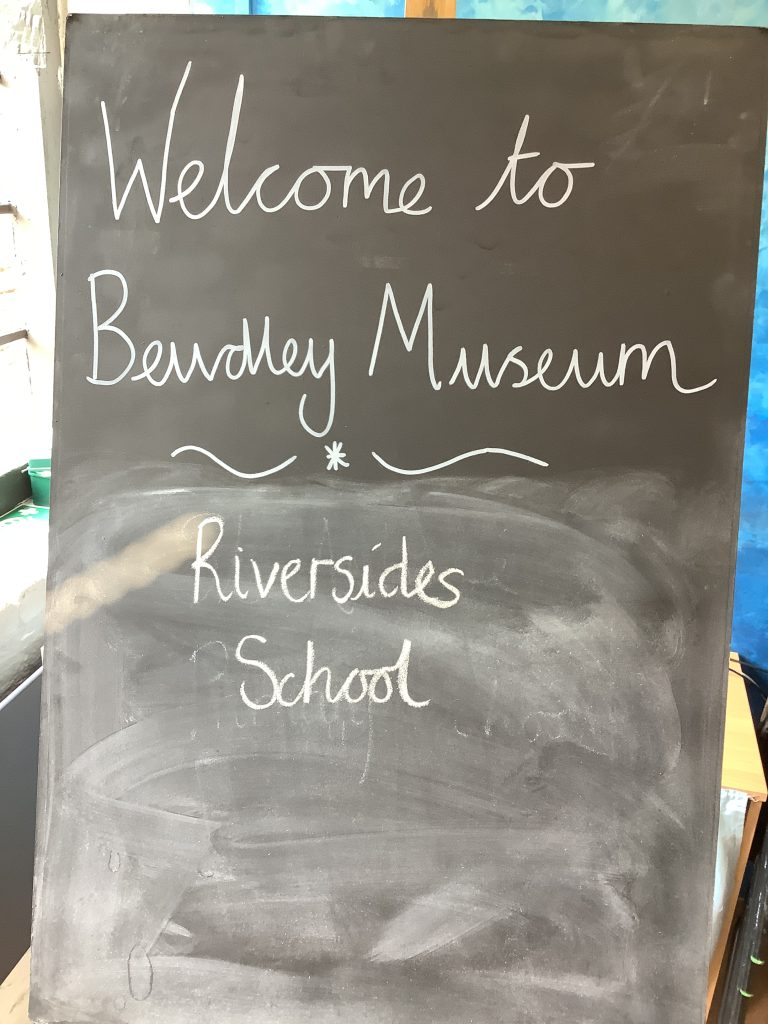 Welcome to
Bewdley Museum
Riversides
School